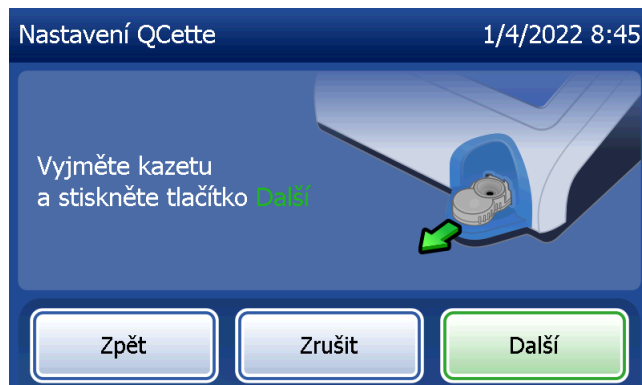 Nastavení QCette
1/4/2022 8:45
Vyjměte kazetu
a stiskněte tlačítko Další
Zpět
Zrušit
Další